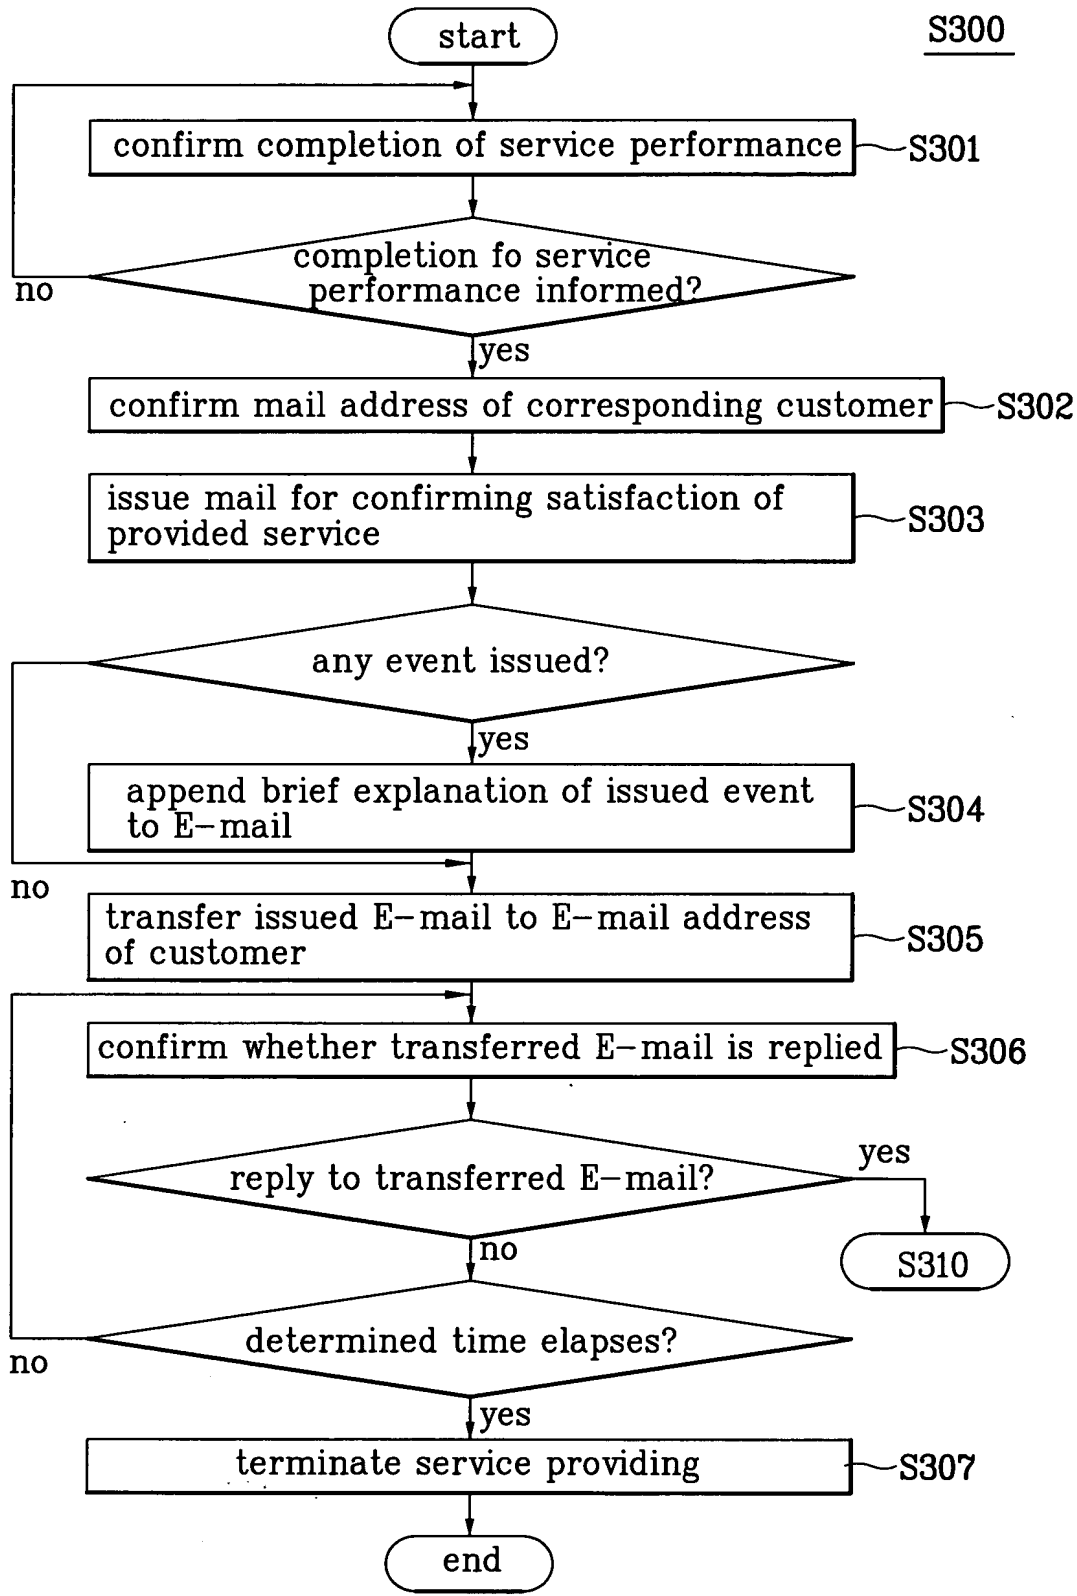 start
S300
confirm completion of service performance
S301
completion fo service
performance informed?
no
yes
confirm mail address of corresponding customer
S302
issue mail for confirming satisfaction of
provided service
S303
any event issued?
yes
append brief explanation of issued event
to E-mail
S304
no
transfer issued E-mail to E-mail address
of customer
S305
confirm whether transferred E-mail is replied
S306
reply to transferred E-mail?
yes
no
S310
determined time elapses?
no
yes
terminate service providing
S307
end